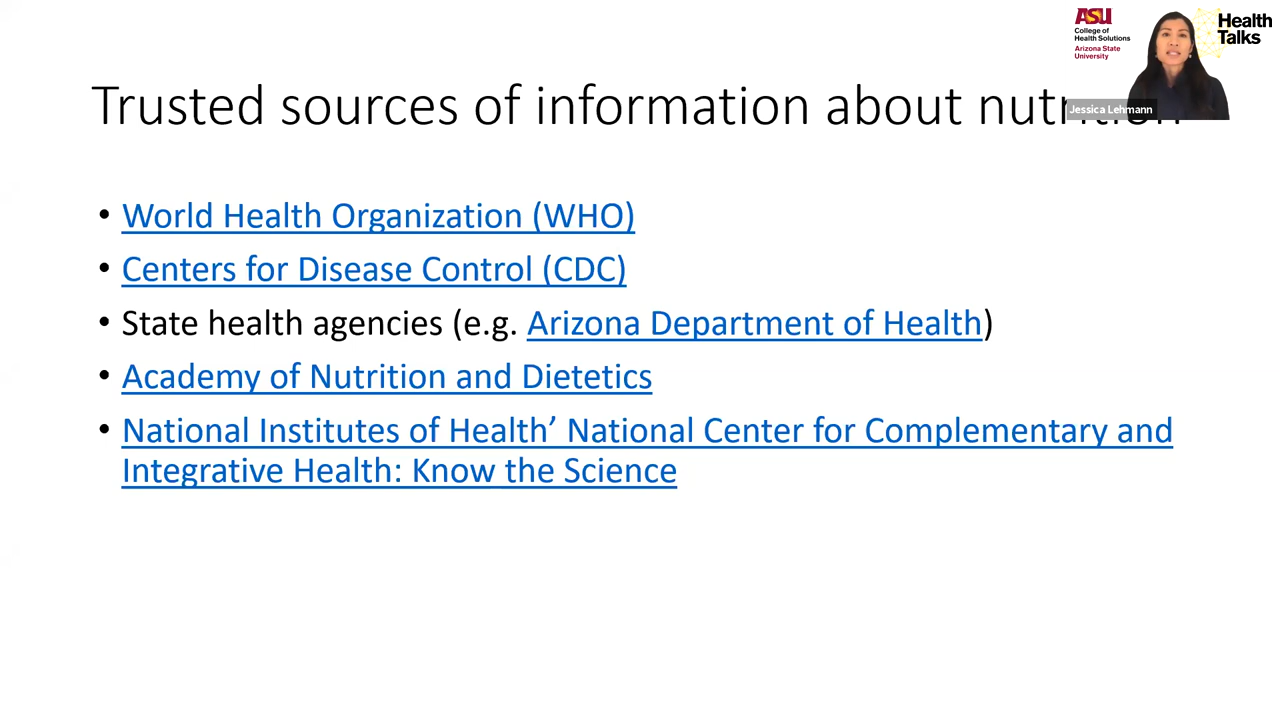 ASU
College of
Health Solutions
Arizona State
University
Health
Talks
Jessica Lehmann
Trusted sources of information about
• World Health Organization (WHO)
• Centers for Disease Control (CDC)
• State health agencies (e.g. Arizona Department of Health)
• Academy of Nutrition and Dietetics
• National Institutes of Health’ National Center for Complementary and
Integrative Health: Know the Science